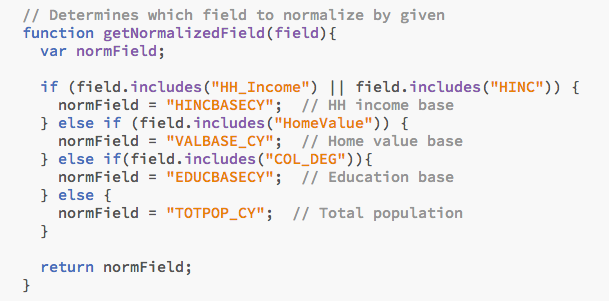 // Determines which field to normalize by given
function getNormalizedField(field){
  var normField;

  if (field.includes("HH_Income") || field.includes("HINC")) {
    normField = "HINCBASECY";  // HH income base
  } else if (field.includes("HomeValue")) {
    normField = "VALBASE_CY";  // Home value base
  } else if(field.includes("COL_DEG")){
    normField = "EDUCBASECY";  // Education base
  } else {
    normField = "TOTPOP_CY";  // Total population
  }

  return normField;
}